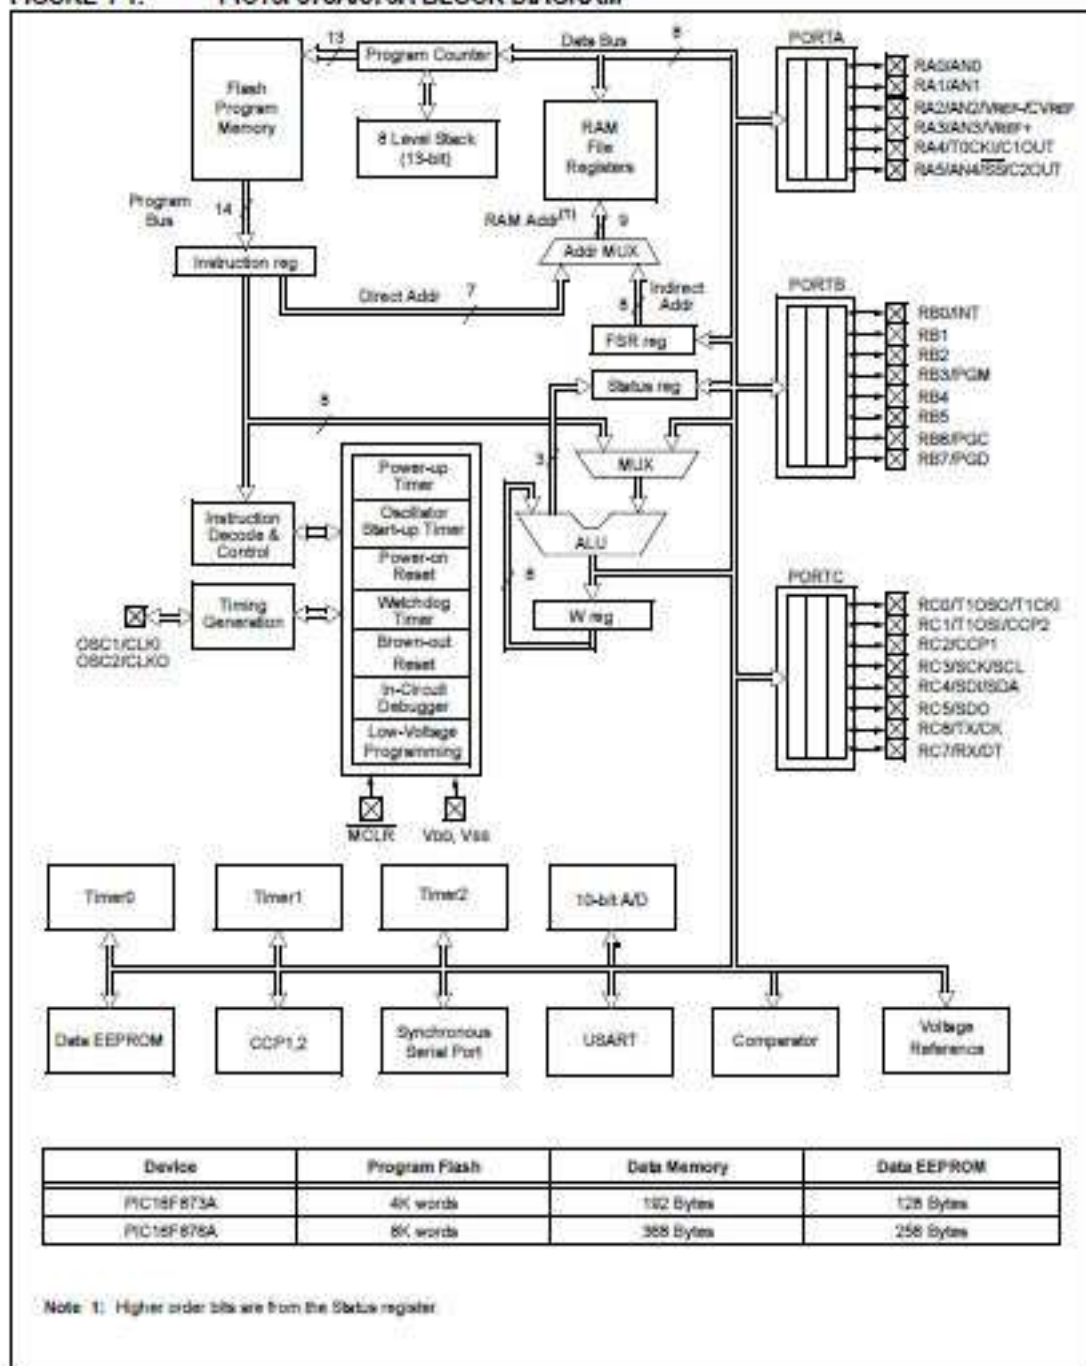 13
Program Counter
Data Bus
8
PORTA
Flash
Program
Memory
8 Level Stack
(13-bit)
RAM
File
Registers
RA0/AN0
RA1/AN1
RA2/AN2/VREF-/CVREF
RA3/AN3/VREF+
RA4/T0CKI/C1OUT
RA5/AN4/SS/C2OUT
Program
Bus
14
RAM Addr(1)
9
Addr MUX
Instruction reg
Direct Addr
7
Indirect
Addr
8
FSR reg
Status reg
PORTB
RB0/INT
RB1
RB2
RB3/PGM
RB4
RB5
RB6/PGC
RB7/PGD
8
3
MUX
Power-up
Timer
Oscillator
Start-up Timer
Power-on
Reset
Watchdog
Timer
Brown-out
Reset
In-Circuit
Debugger
Low-Voltage
Programming
Instruction
Decode &
Control
Timing
Generation
OSC1/CLKI
OSC2/CLKO
ALU
8
W reg
PORTC
RC0/T1OSO/T1CKI
RC1/T1OSI/CCP2
RC2/CCP1
RC3/SCK/SCL
RC4/SDI/SDA
RC5/SDO
RC6/TX/CK
RC7/RX/DT
MCLR
VDD, VSS
Timer0
Timer1
Timer2
10-bit A/D
Data EEPROM
CCP1,2
Synchronous
Serial Port
USART
Comparator
Voltage
Reference
Device Program Flash Data Memory Data EEPROM
PIC16F873A 4K words 192 Bytes 128 Bytes
PIC16F876A 8K words 368 Bytes 256 Bytes
Note 1: Higher order bits are from the Status register.